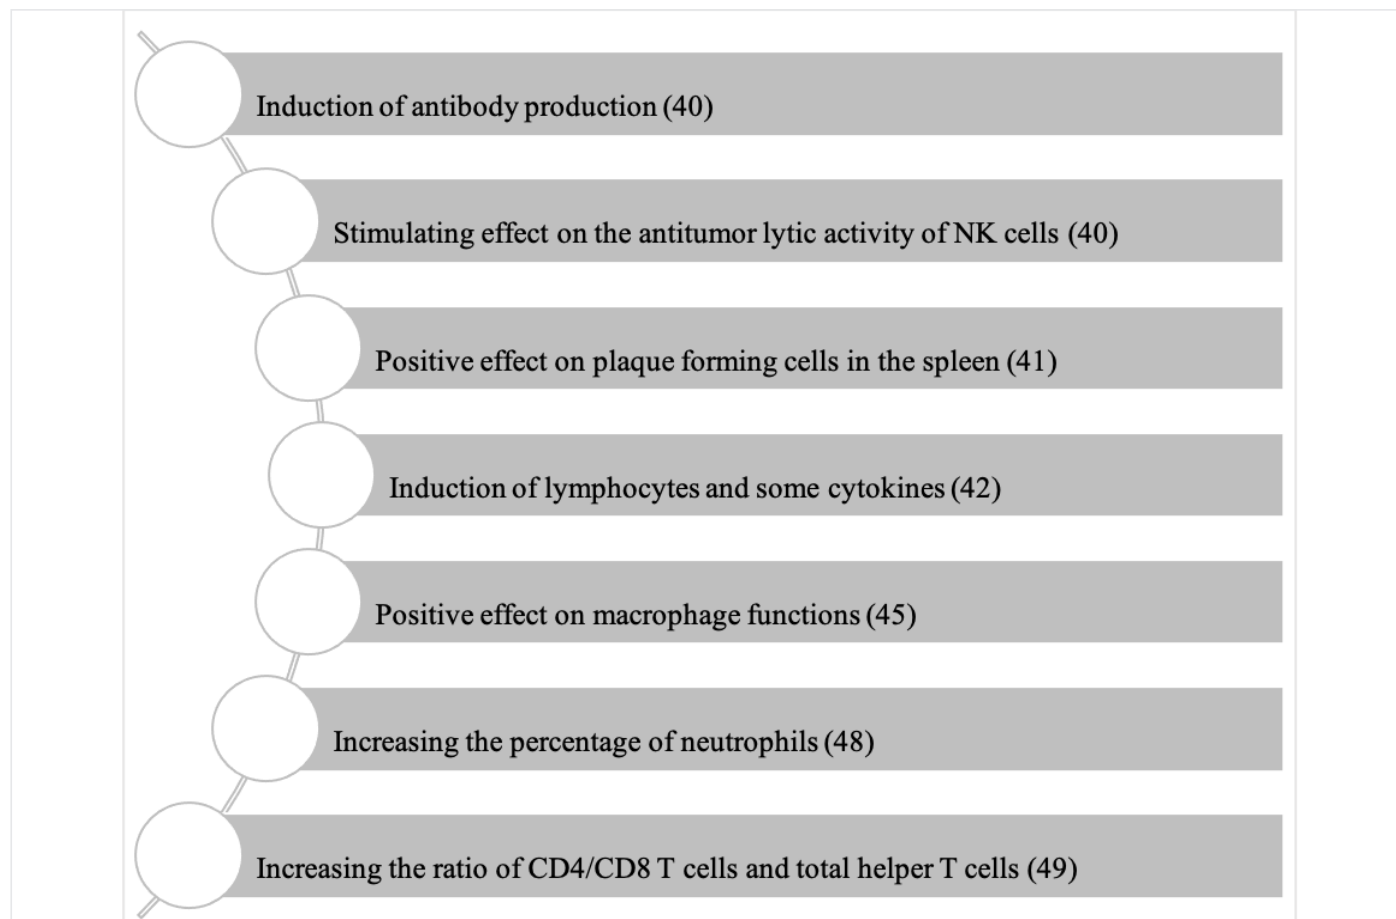 Induction of antibody production (40)
Stimulating effect on the antitumor lytic activity of NK cells (40)
Positive effect on plaque forming cells in the spleen (41)
Induction of lymphocytes and some cytokines (42)
Positive effect on macrophage functions (45)
Increasing the percentage of neutrophils (48)
Increasing the ratio of CD4/CD8 T cells and total helper T cells (49)